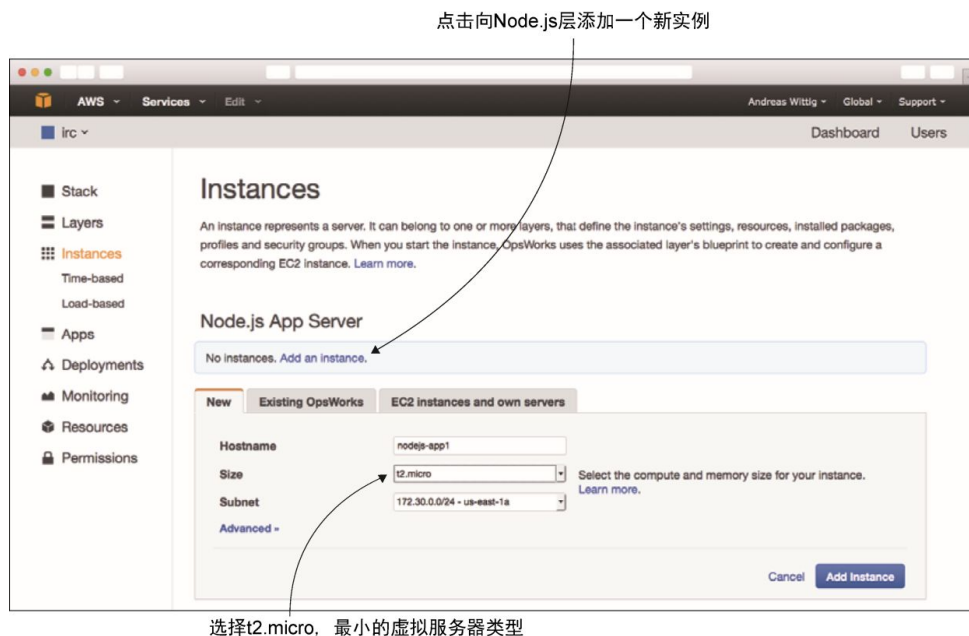 点击向Node.js层添加一个新实例
AWS Services Edit Andreas Wittig Global Support
irc Dashboard Users
Stack
Layers
Instances
Time-based
Load-based
Apps
Deployments
Monitoring
Resources
Permissions
Instances
An instance represents a server. It can belong to one or more layers, that define the instance's settings, resources, installed packages,
profiles and security groups. When you start the instance, OpsWorks uses the associated layer's blueprint to create and configure a
corresponding EC2 instance. Learn more.
Node.js App Server
No instances. Add an instance.
New Existing OpsWorks EC2 instances and own servers
Hostname nodejs-app1
Size t2.micro Select the compute and memory size for your instance.
Learn more.
Subnet 172.30.0.0/24 - us-east-1a
Advanced »
Cancel Add Instance
选择t2.micro，最小的虚拟服务器类型